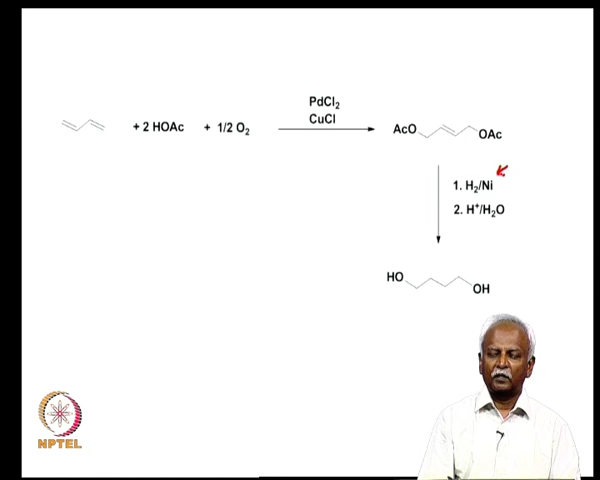 PdCl2
CuCl
+ 2 HOAc + 1/2 O2
AcO OAc
1. H2/Ni
2. H+/H2O
HO
OH
NPTEL